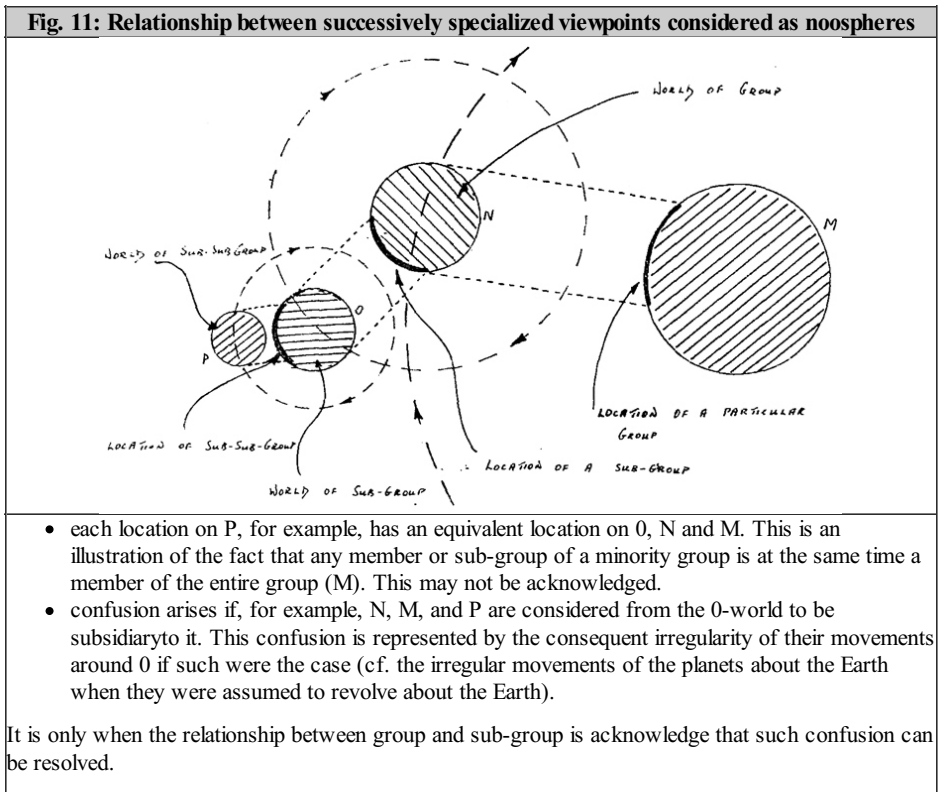 Fig. 11: Relationship between successively specialized viewpoints considered as noospheres
WORLD OF GROUP
N
M
WORLD OF SUB-SUBGROUP
O
P
LOCATION OF A PARTICULAR
GROUP
LOCATION OF SUB-SUB-GROUP
LOCATION OF A SUB-GROUP
WORLD OF SUB-GROUP
• each location on P, for example, has an equivalent location on 0, N and M. This is an
illustration of the fact that any member or sub-group of a minority group is at the same time a
member of the entire group (M). This may not be acknowledged.
• confusion arises if, for example, N, M, and P are considered from the 0-world to be
subsidiaryto it. This confusion is represented by the consequent irregularity of their movements
around 0 if such were the case (cf. the irregular movements of the planets about the Earth
when they were assumed to revolve about the Earth).
It is only when the relationship between group and sub-group is acknowledge that such confusion can
be resolved.